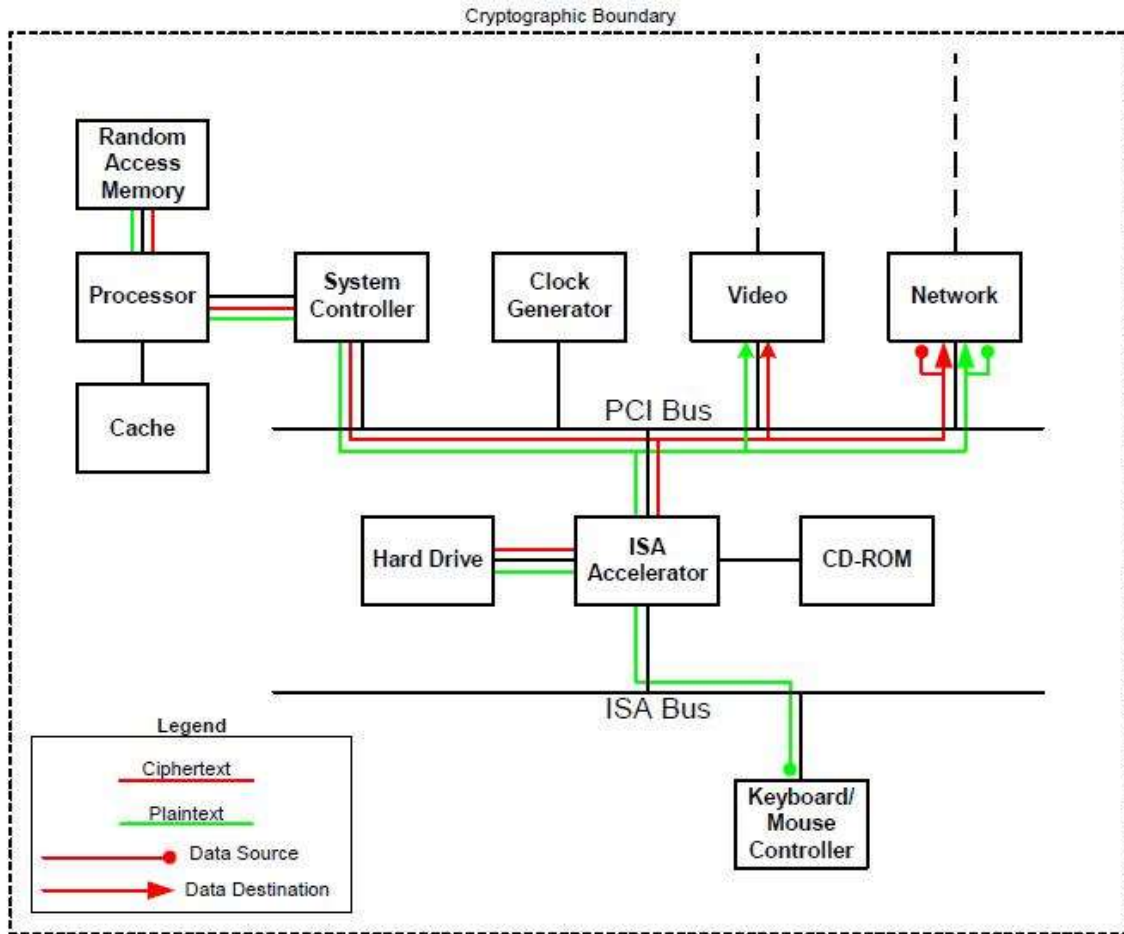 Cryptographic Boundary
Random
Access
Memory
Processor
System
Controller
Clock
Generator
Video
Network
Cache
PCI Bus
Hard Drive
ISA
Accelerator
CD-ROM
ISA Bus
Keyboard/
Mouse
Controller
Legend
Ciphertext
Plaintext
Data Source
Data Destination